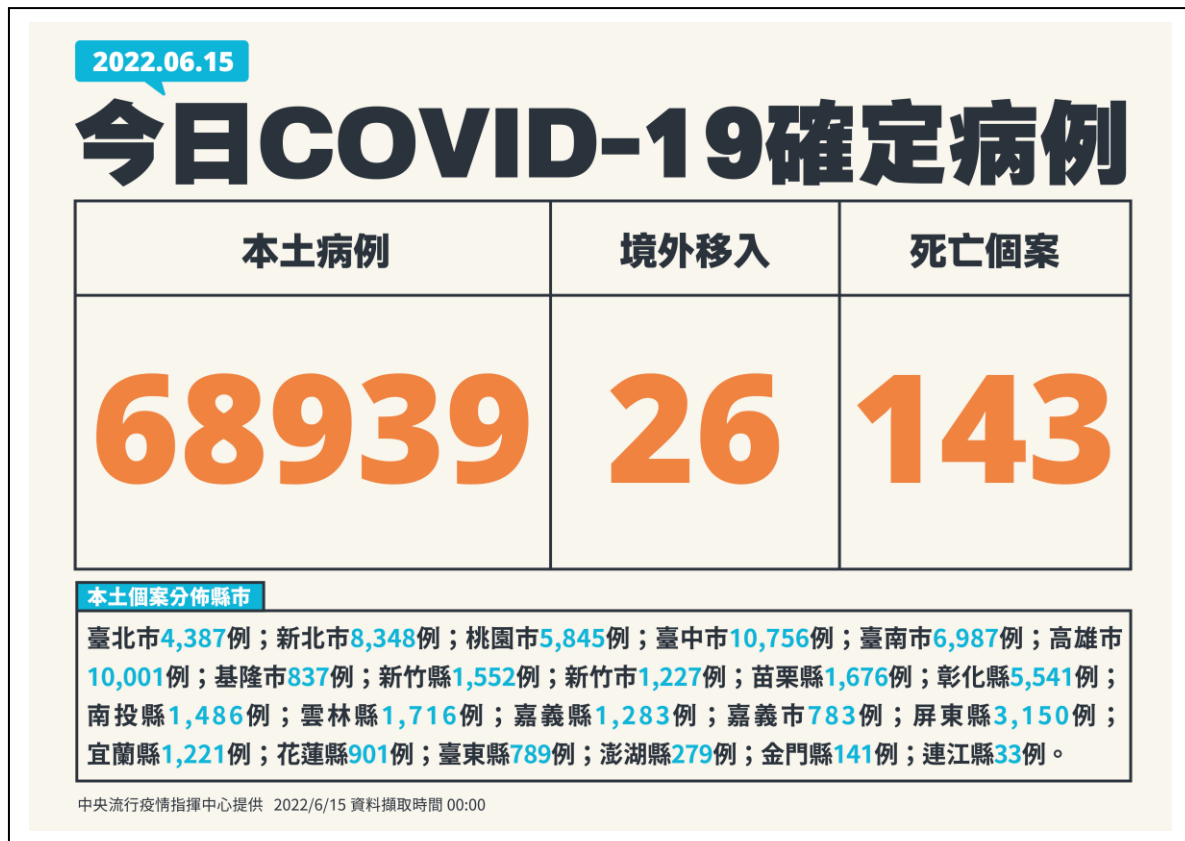 2022.06.15
今日COVID-19確定病例
本土病例 境外移入 死亡個案
68939 26 143
本土個案分佈縣市
臺北市4,387例；新北市8,348例；桃園市5,845例；臺中市10,756例；臺南市6,987例；高雄市
10,001例；基隆市837例；新竹縣1,552例；新竹市1,227例；苗栗縣1,676例；彰化縣5,541例；
南投縣1,486例；雲林縣1,716例；嘉義縣1,283例；嘉義市783例；屏東縣3,150例；
宜蘭縣1,221例；花蓮縣901例；臺東縣789例；澎湖縣279例；金門縣141例；連江縣33例。
中央流行疫情指揮中心提供 2022/6/15 資料擷取時間 00:00